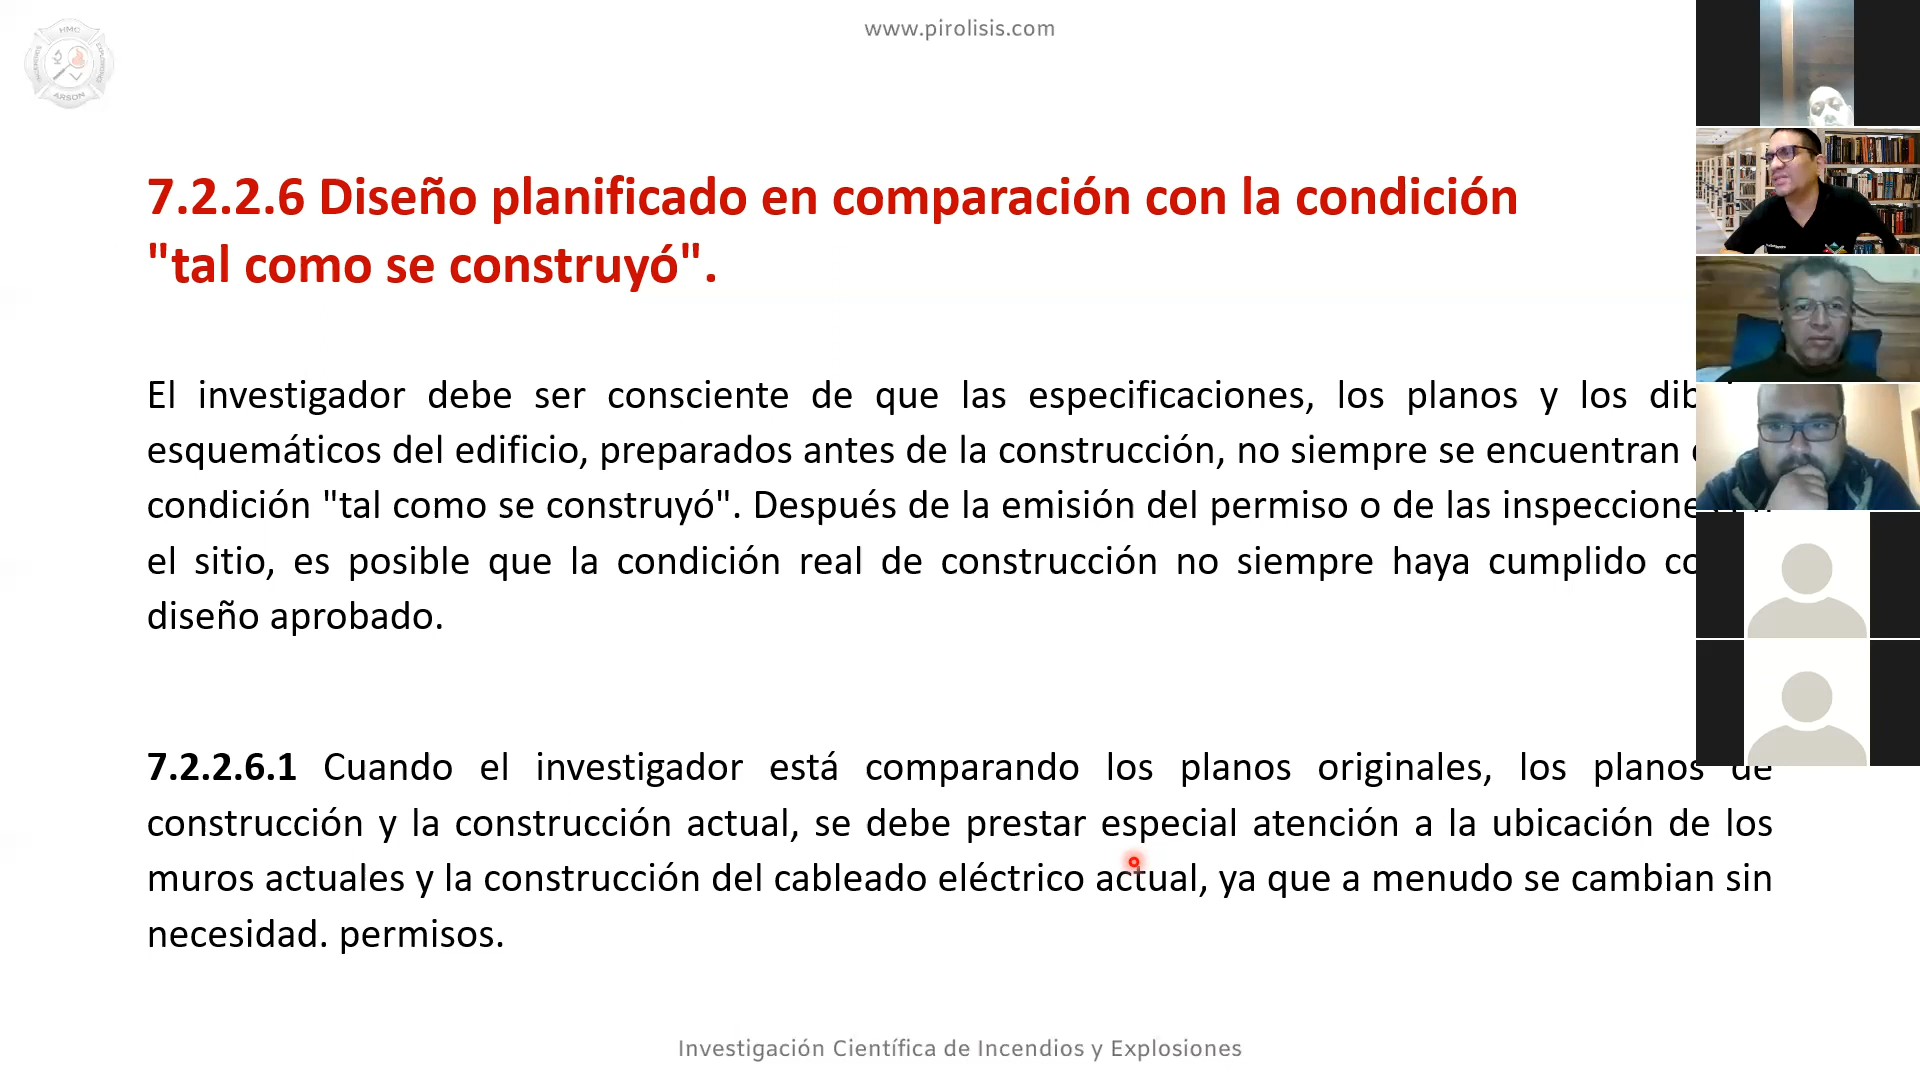 www.pirolisis.com
HMC
ARSON
7.2.2.6 Diseño planificado en comparación con la condición
"tal como se construyó".
El investigador debe ser consciente de que las especificaciones, los planos y los
esquemáticos del edificio, preparados antes de la construcción, no siempre se encuentran
condición "tal como se construyó". Después de la emisión del permiso o de las
el sitio, es posible que la condición real de construcción no siempre haya cumplido
diseño aprobado.
7.2.2.6.1 Cuando el investigador está comparando los planos originales, los planos de
construcción y la construcción actual, se debe prestar especial atención a la ubicación de los
muros actuales y la construcción del cableado eléctrico actual, ya que a menudo se cambian sin
necesidad. permisos.
Investigación Científica de Incendios y Explosiones